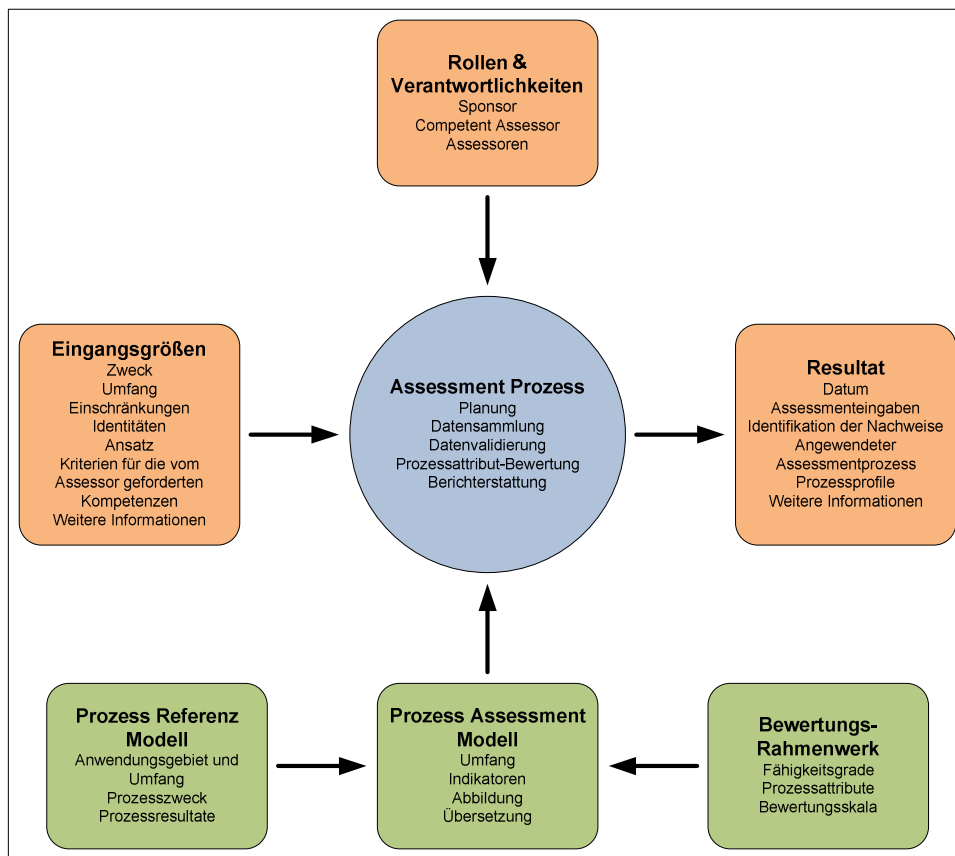 Rollen &
Verantwortlichkeiten
Sponsor
Competent Assessor
Assessoren
Eingangsgrößen
Zweck
Umfang
Einschränkungen
Identitäten
Ansatz
Kriterien für die vom
Assessor geforderten
Kompetenzen
Weitere Informationen
Assessment Prozess
Planung
Datensammlung
Datenvalidierung
Prozessattribut-Bewertung
Berichterstattung
Resultat
Datum
Assessmenteingaben
Identifikation der Nachweise
Angewendeter
Assessmentprozess
Prozessprofile
Weitere Informationen
Prozess Referenz
Modell
Anwendungsgebiet und
Umfang
Prozesszweck
Prozessresultate
Prozess Assessment
Modell
Umfang
Indikatoren
Abbildung
Übersetzung
Bewertungs-
Rahmenwerk
Fähigkeitsgrade
Prozessattribute
Bewertungsskala